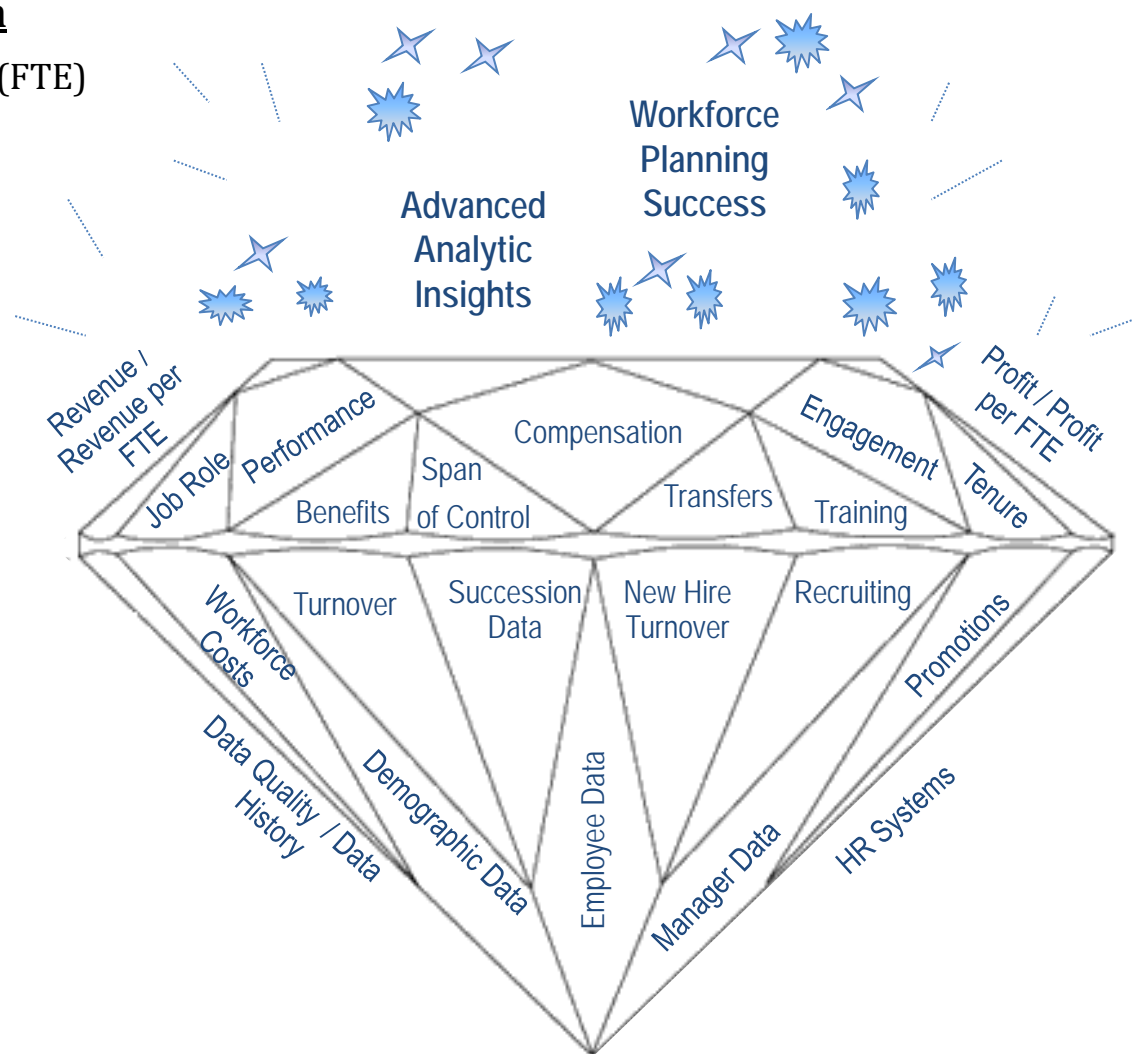 (FTE)
Workforce
Planning
Success
Advanced
Analytic
Insights
Revenue /
Revenue per
FTE
Profit / Profit
per FTE
Job Role
Performance
Benefits
Span
of Control
Compensation
Transfers
Engagement
Training
Tenure
Workforce
Costs
Turnover
Succession
Data
New Hire
Turnover
Recruiting
Promotions
Data Quality / Data
History
Demographic Data
Employee Data
Manager Data
HR Systems